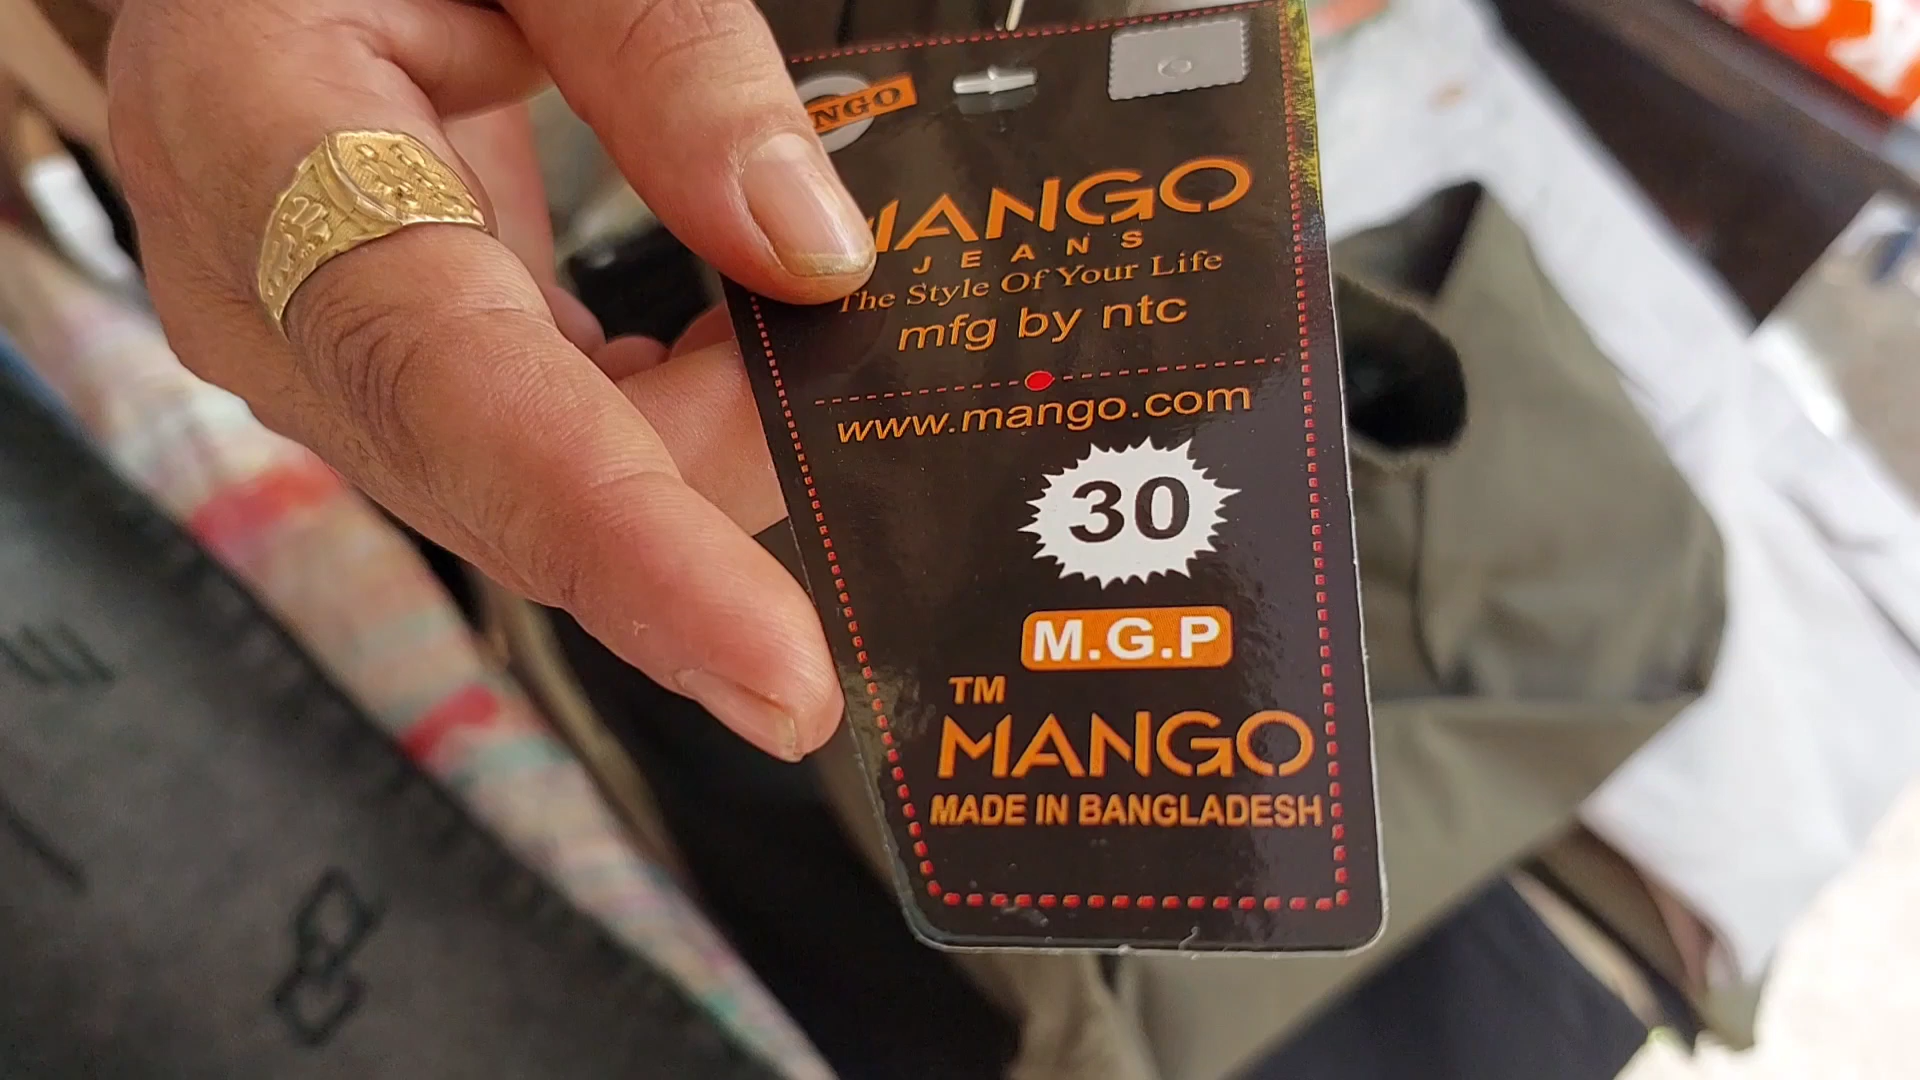 NGO
MANGO
JEANS
The Style Of Your Life
mfg by ntc
www.mango.com
30
M.G.P
TM
MANGO
MADE IN BANGLADESH